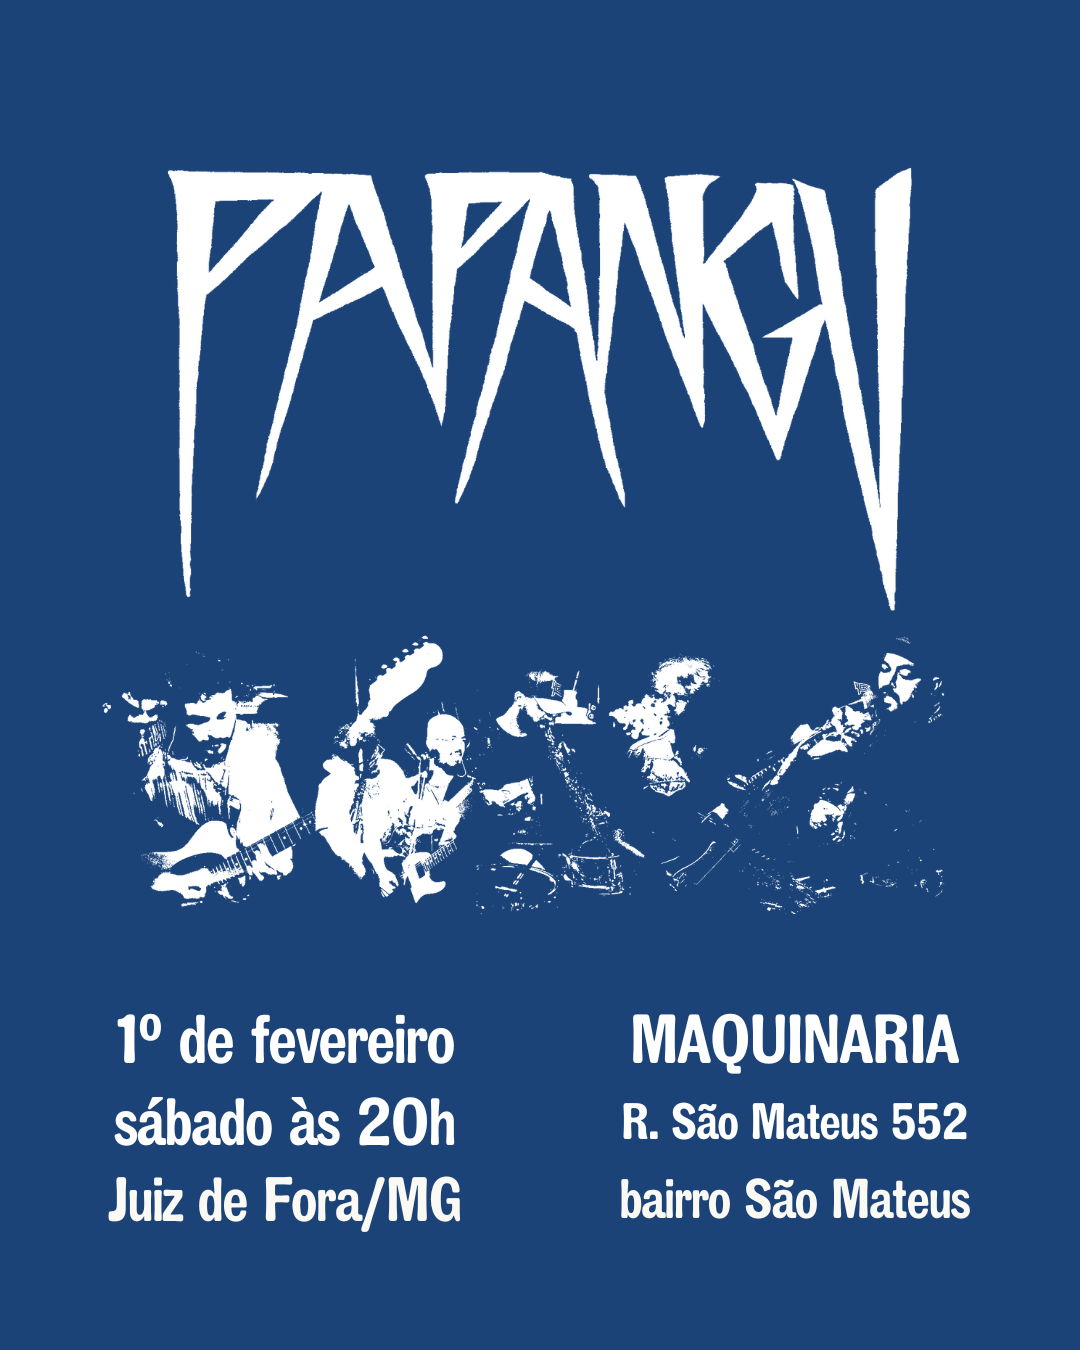 PAPANGU
1º de fevereiro
sábado às 20h
Juiz de Fora/MG
MAQUINARIA
R. São Mateus 552
bairro São Mateus